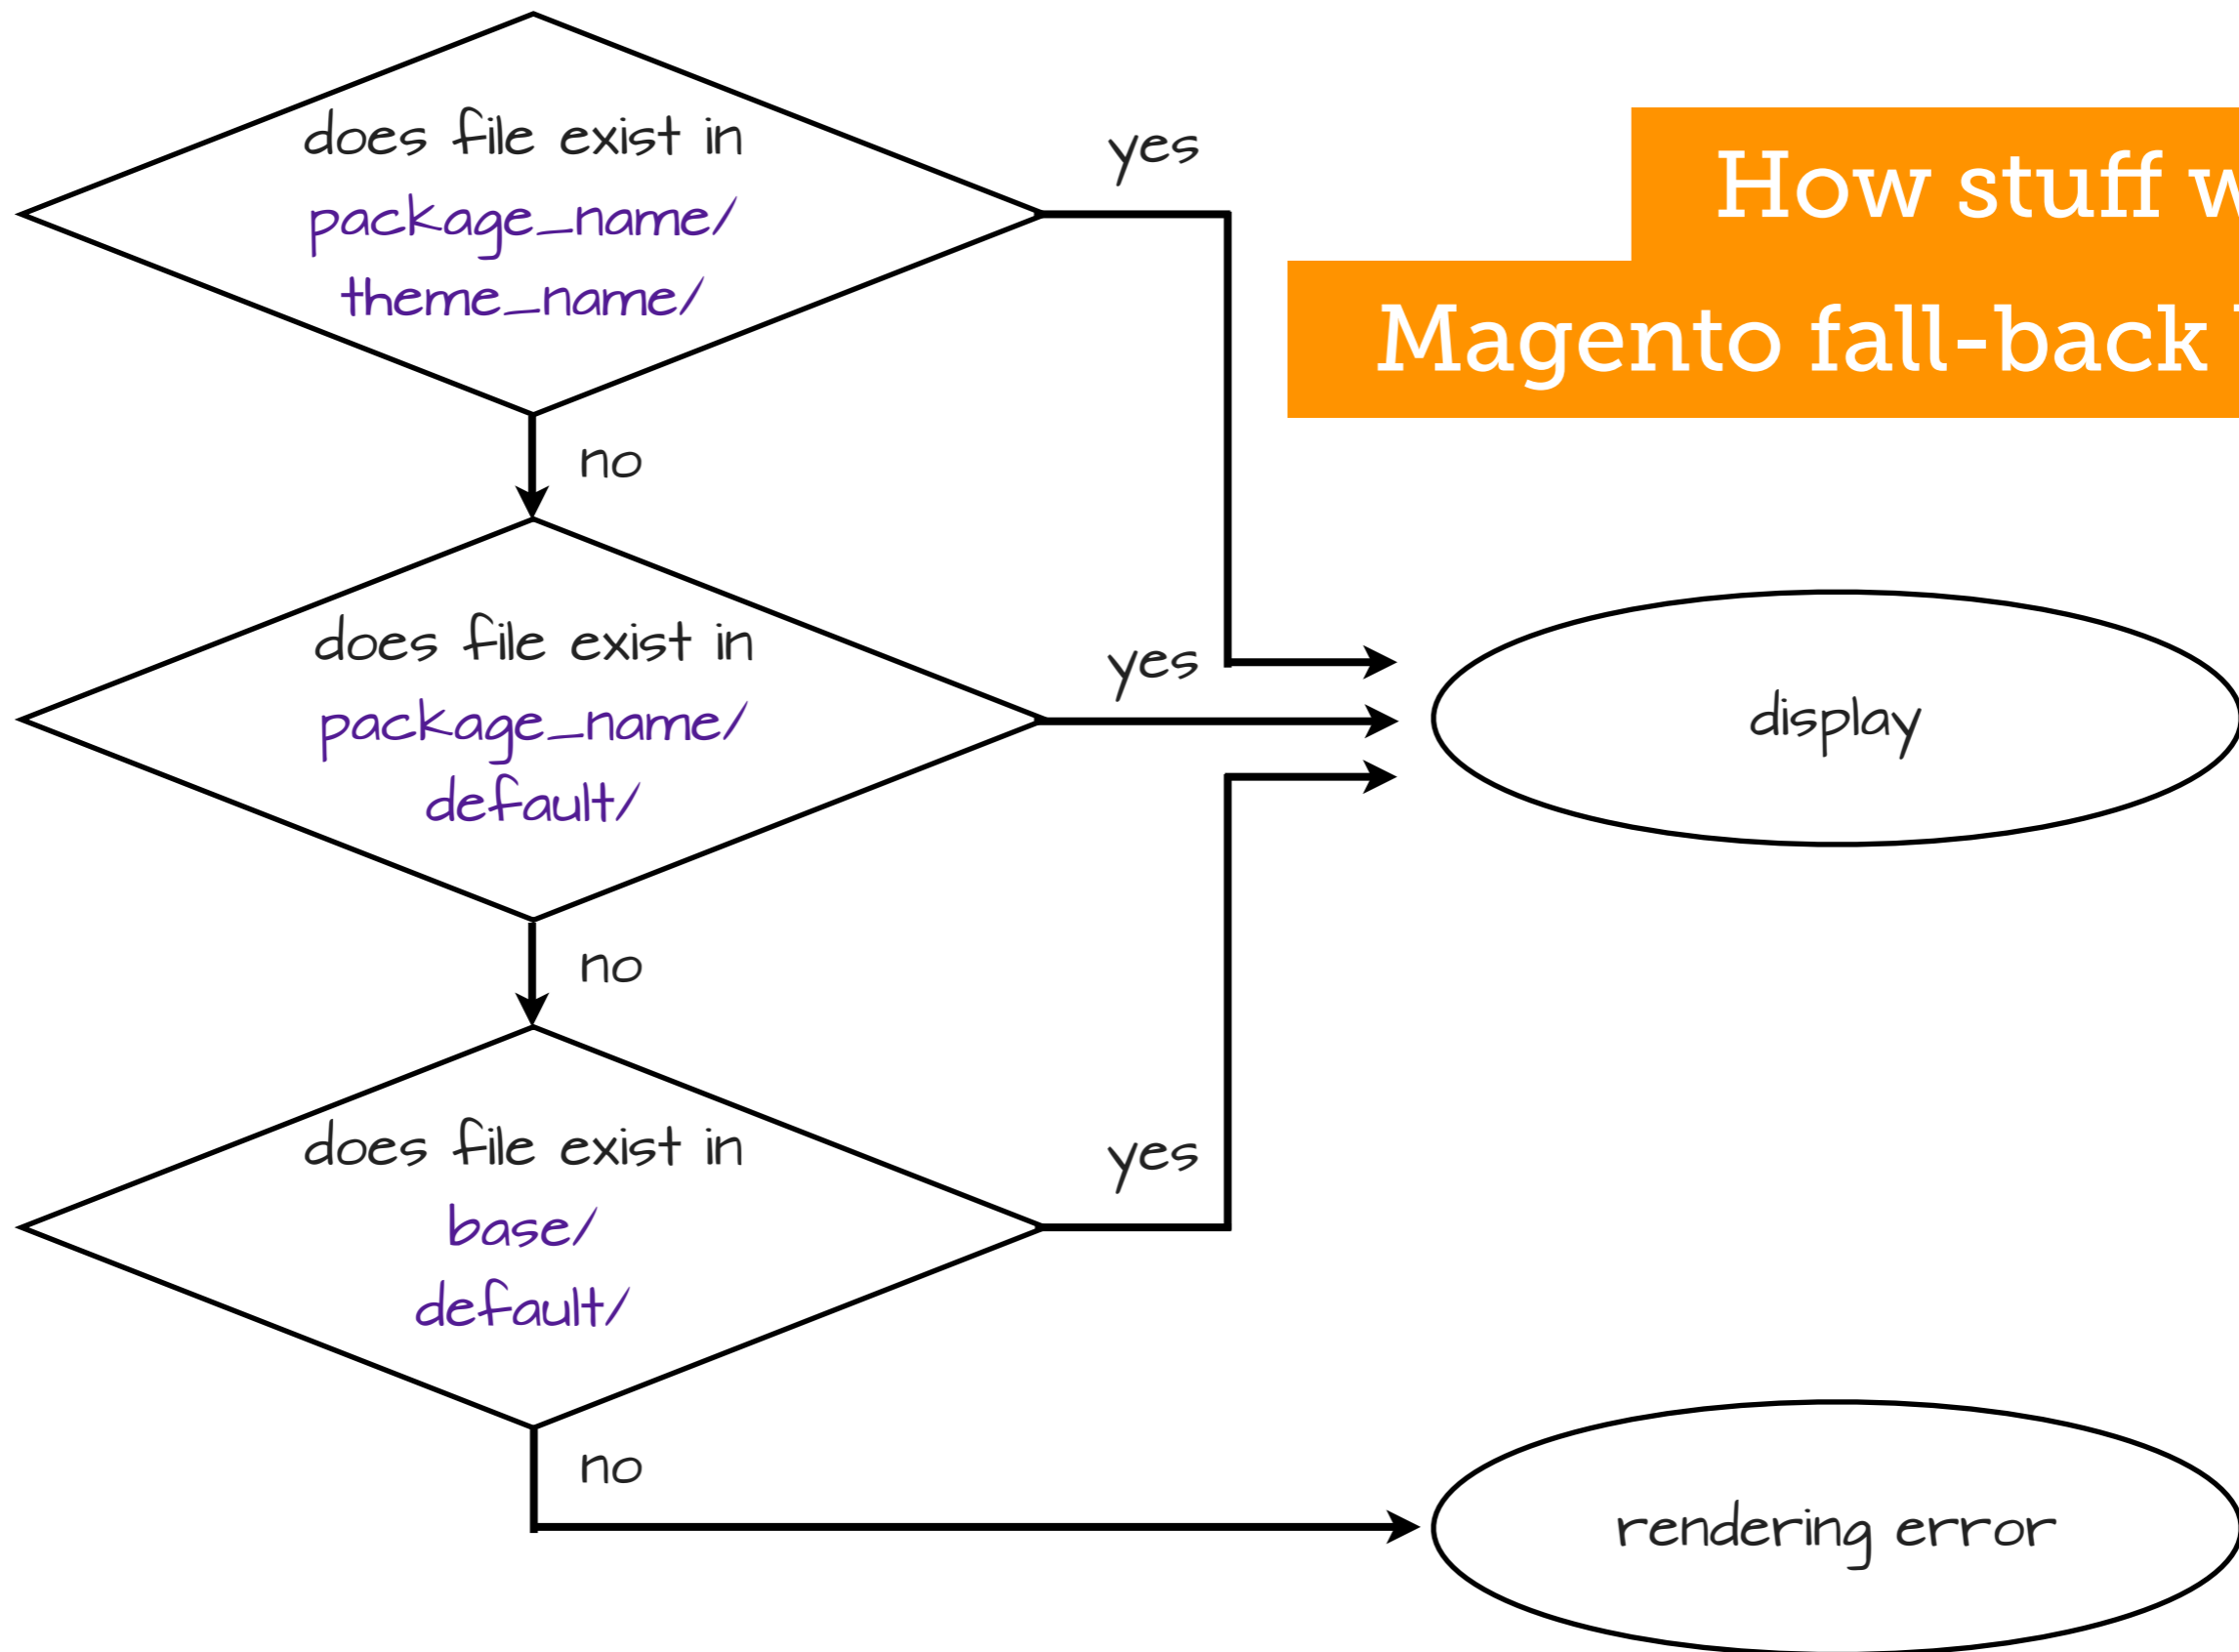 does file exist in
package_name/
theme_name/
yes
How stuff
Magento fall-back
no
does file exist in
package_name/
default/
yes
display
no
does file exist in
base/
default/
yes
no
rendering error